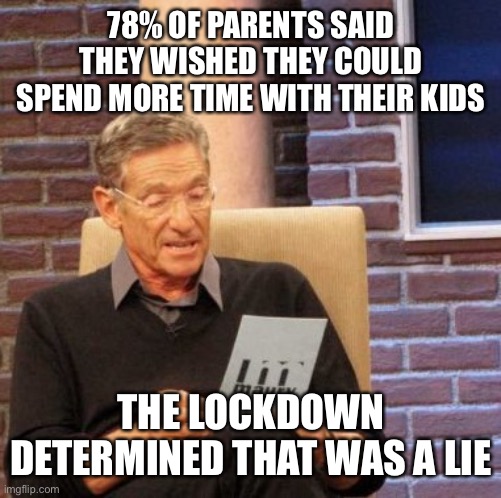 78% OF PARENTS SAID
THEY WISHED THEY COULD
SPEND MORE TIME WITH THEIR KIDS
maury
THE LOCKDOWN
DETERMINED THAT WAS A LIE
imgflip.com